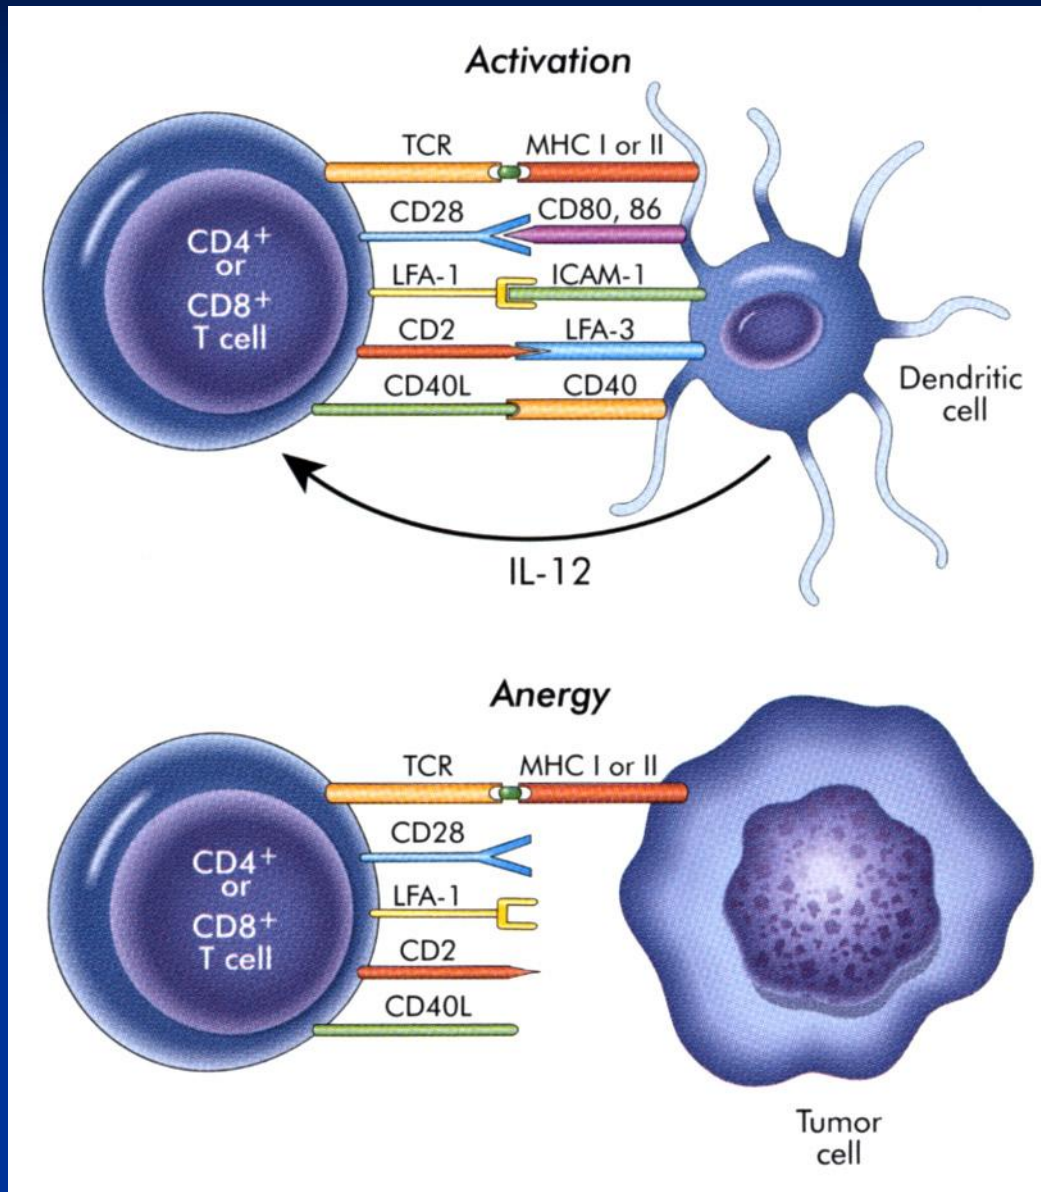 Activation
TCR
MHC I or II
CD28
CD80, 86
LFA-1
ICAM-1
CD2
LFA-3
CD40L
CD40
CD4+
or
CD8+
T cell
Dendritic
cell
IL-12
Anergy
TCR
MHC I or II
CD28
LFA-1
CD2
CD40L
CD4+
or
CD8+
T cell
Tumor
cell